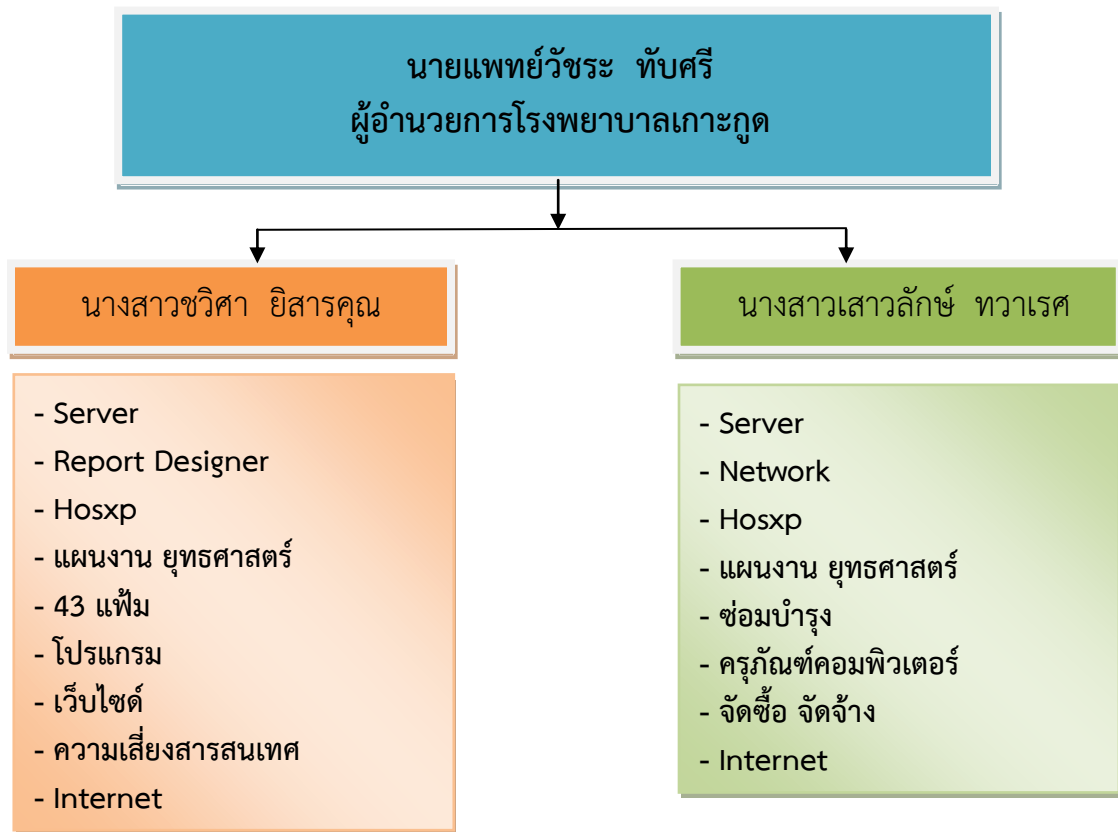 นายแพทย์วัชระ ทับศรี
ผู้อำนวยการโรงพยาบาลเกาะกูด
นางสาวชวิศา ยิสารคุณ
- Server
- Report Designer
- Hosxp
- แผนงาน ยุทธศาสตร์
- 43 แฟ้ม
- โปรแกรม
- เว็บไซด์
- ความเสี่ยงสารสนเทศ
- Internet
นางสาวเสาวลักษ์ ทวาเรศ
- Server
- Network
- Hosxp
- แผนงาน ยุทธศาสตร์
- ซ่อมบำรุง
- ครุภัณฑ์คอมพิวเตอร์
- จัดซื้อ จัดจ้าง
- Internet